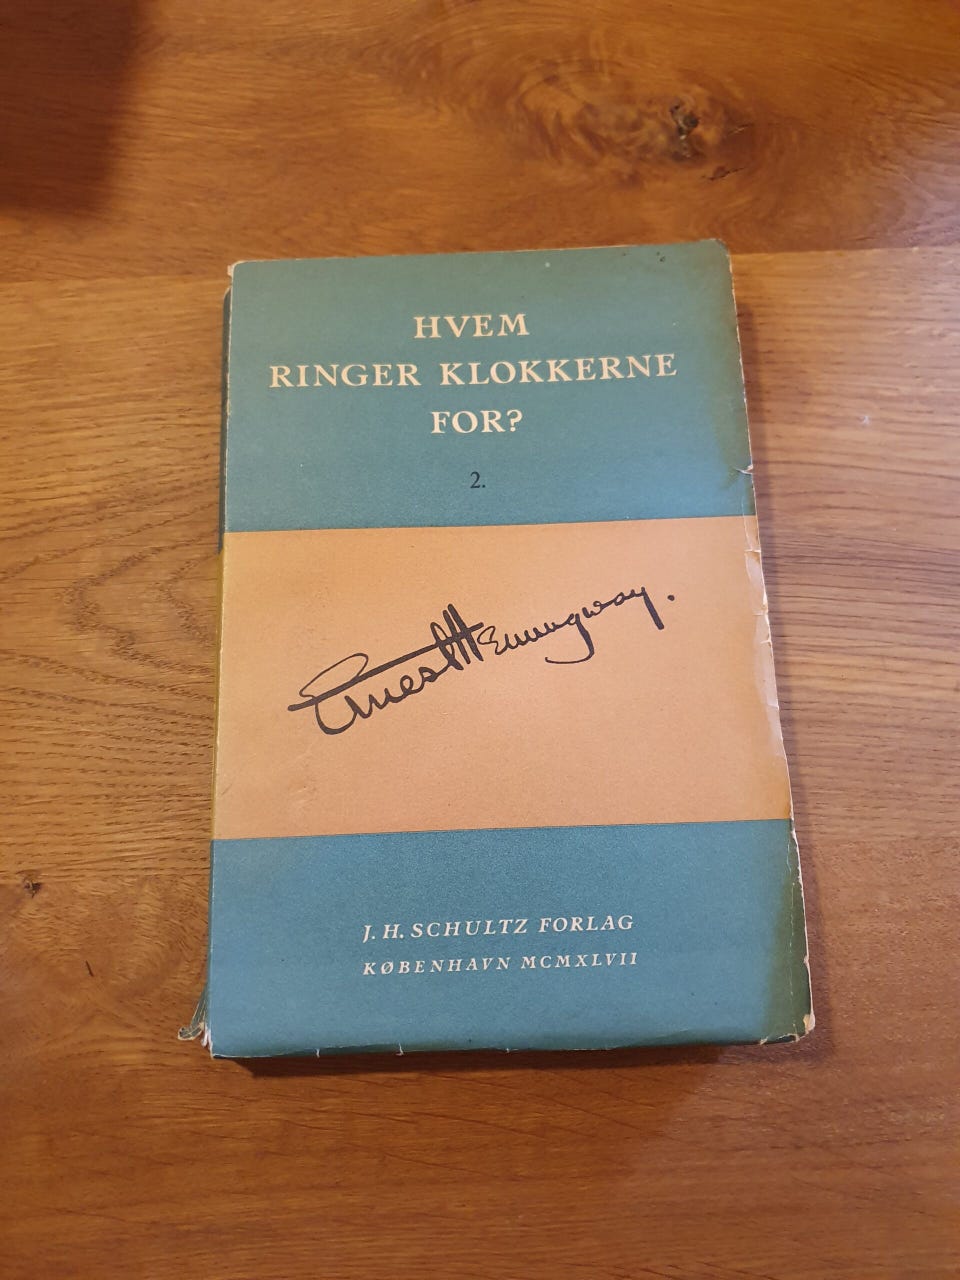 HVEM
RINGER KLOKKERNE
FOR?
2.
Ernest Hemingway.
J. H. SCHULTZ FORLAG
KØBENHAVN MCMXLVII